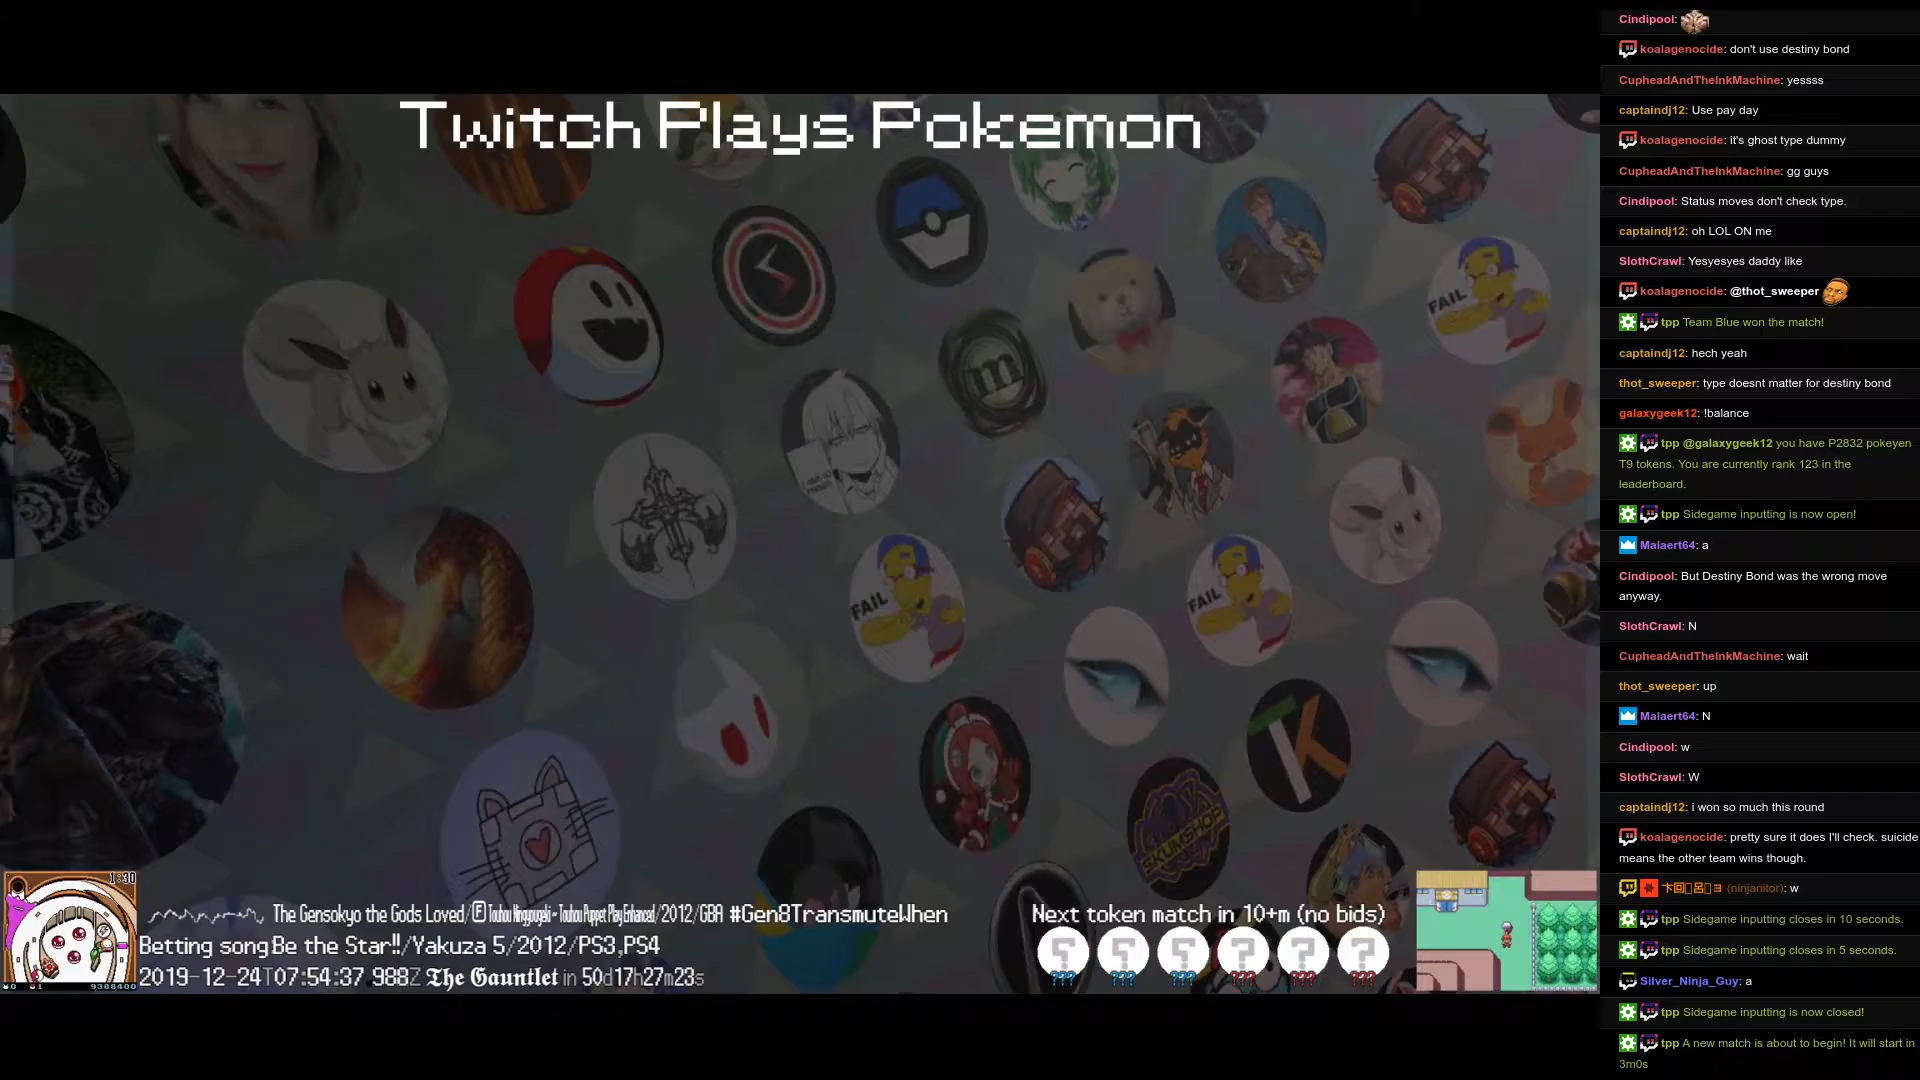 Twitch Plays Pokemon
FAIL
FAIL
FAIL
m
TK
SKUKSHOP
1:30
9388400
The Gensokyo the Gods Loved/
/2012/GBA #Gen8TransmuteWhen
Betting song Be the Star!!/Yakuza 5/2012/PS3,PS4
2019-12-24T07:54:37.988Z The Gauntlet in 50d17h27m23s
Next token match in 10+m (no bids)
? ? ? ? ? ?
??? ??? ??? ??? ??? ???
Cindipool:
koalagenocide: don't use destiny bond
CupheadAndTheInkMachine: yessss
captaindj12: Use pay day
koalagenocide: it's ghost type dummy
CupheadAndTheInkMachine: gg guys
Cindipool: Status moves don't check type.
captaindj12: oh LOL ON me
SlothCrawl: Yesyesyes daddy like
koalagenocide: @thot_sweeper
tpp Team Blue won the match!
captaindj12: hech yeah
thot_sweeper: type doesnt matter for destiny bond
galaxygeek12: !balance
tpp @galaxygeek12 you have P2832 pokeyen
T9 tokens. You are currently rank 123 in the
leaderboard.
tpp Sidegame inputting is now open!
Malaert64: a
Cindipool: But Destiny Bond was the wrong move
anyway.
SlothCrawl: N
CupheadAndTheInkMachine: wait
thot_sweeper: up
Malaert64: N
Cindipool: w
SlothCrawl: W
captaindj12: i won so much this round
koalagenocide: pretty sure it does I'll check. suicide
means the other team wins though.
(ninjanitor): w
tpp Sidegame inputting closes in 10 seconds.
tpp Sidegame inputting closes in 5 seconds.
Silver_Ninja_Guy: a
tpp Sidegame inputting is now closed!
tpp A new match is about to begin! It will start in
3m0s